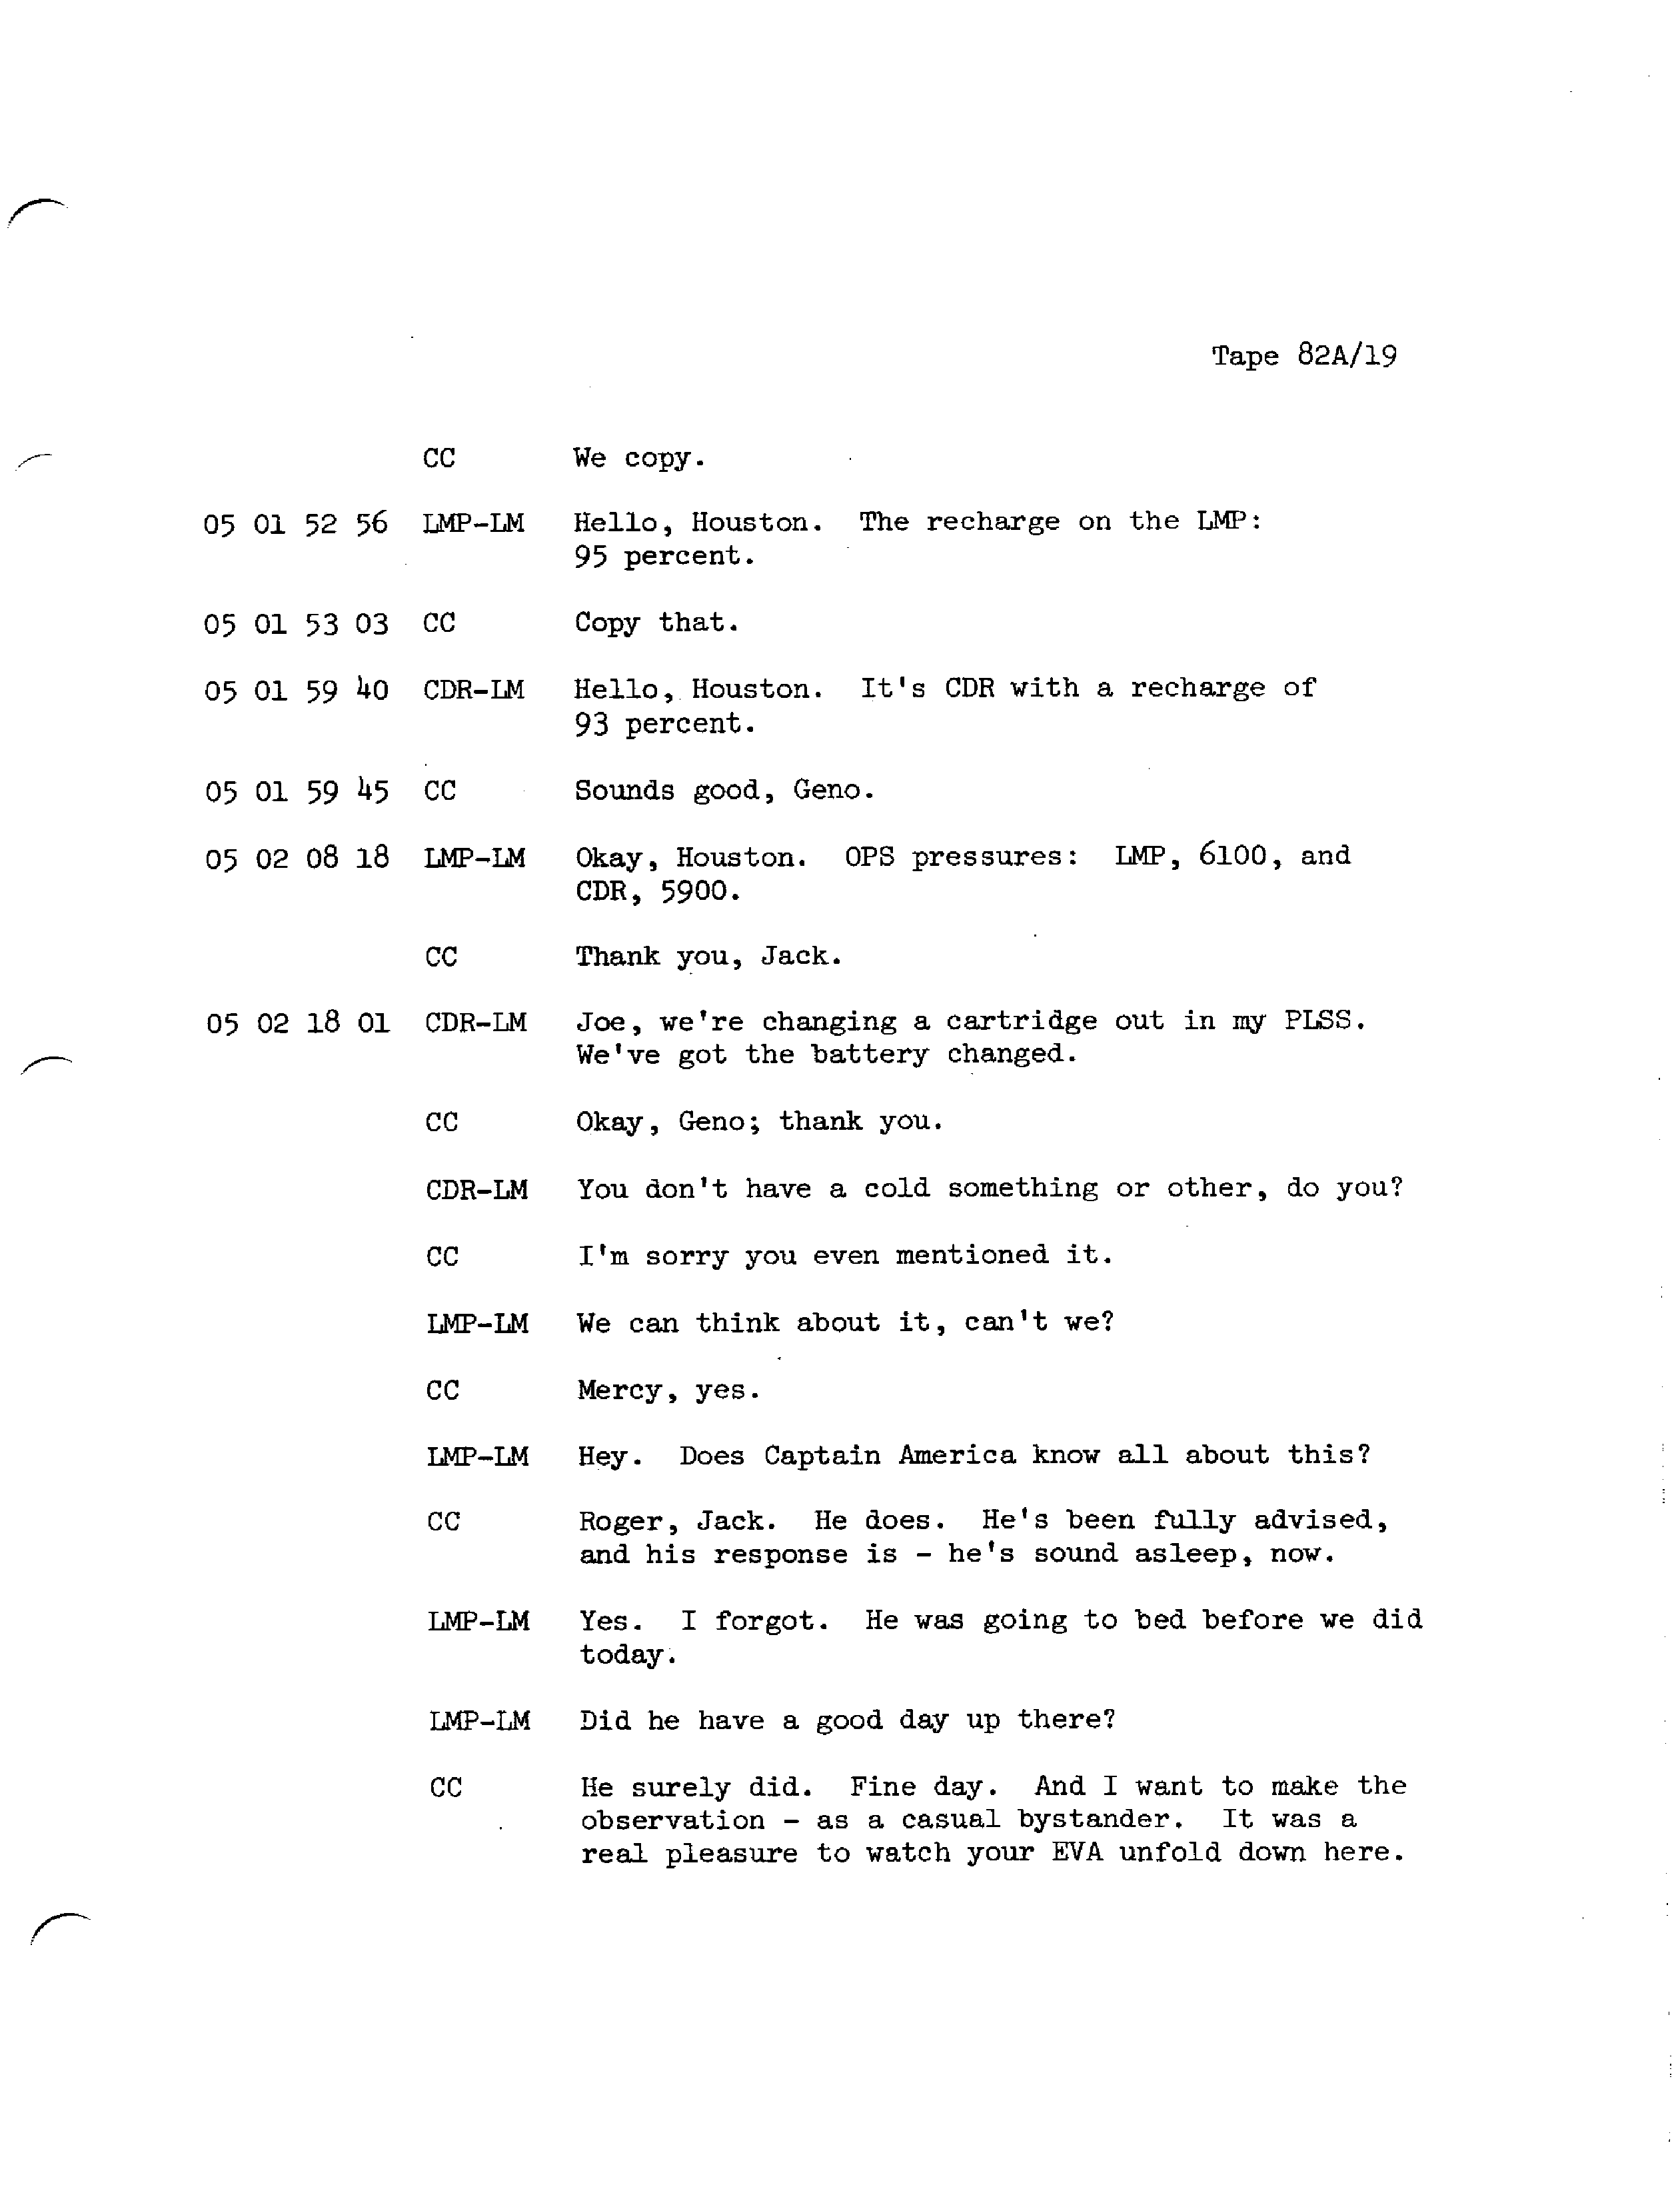 Tape 82A/19
CC We copy.
05 01 52 56 LMP-LM Hello, Houston. The recharge on the LMP:
95 percent.
05 01 53 03 CC Copy that.
05 01 59 40 CDR-LM Hello, Houston. It's CDR with a recharge of
93 percent.
05 01 59 45 CC Sounds good, Geno.
05 02 08 18 LMP-LM Okay, Houston. OPS pressures: LMP, 6100, and
CDR, 5900.
CC Thank you, Jack.
05 02 18 01 CDR-LM Joe, we're changing a cartridge out in my PLSS.
We've got the battery changed.
CC Okay, Geno; thank you.
CDR-LM You don't have a cold something or other, do you?
CC I'm sorry you even mentioned it.
LMP-LM We can think about it, can't we?
CC Mercy, yes.
LMP-LM Hey. Does Captain America know all about this?
CC Roger, Jack. He does. He's been fully advised,
and his response is - he's sound asleep, now.
LMP-LM Yes. I forgot. He was going to bed before we did
today.
LMP-LM Did he have a good day up there?
CC He surely did. Fine day. And I want to make the
observation - as a casual bystander. It was a
real pleasure to watch your EVA unfold down here.